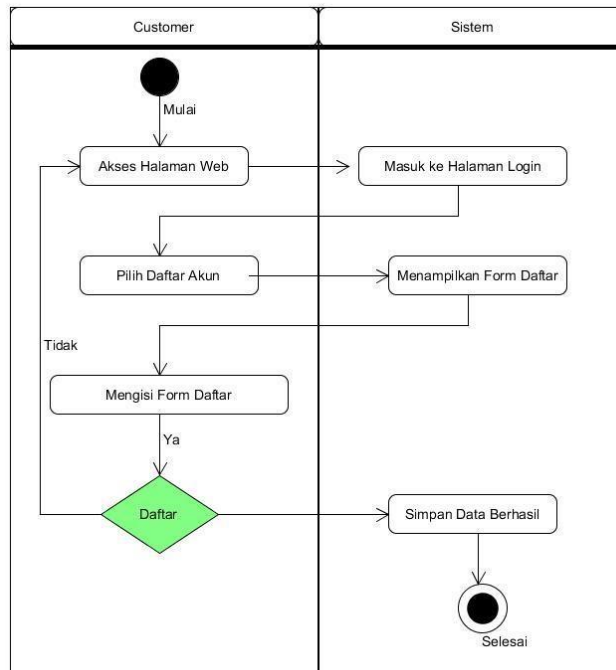 Customer
Sistem
Mulai
Akses Halaman Web
Masuk ke Halaman Login
Pilih Daftar Akun
Menampilkan Form Daftar
Tidak
Mengisi Form Daftar
Ya
Daftar
Simpan Data Berhasil
Selesai